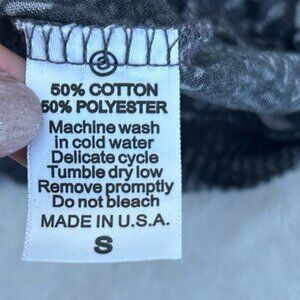 50% COTTON
50% POLYESTER
Machine wash
in cold water
Delicate cycle
Tumble dry low
Remove promptly
Do not bleach
MADE IN U.S.A.
S